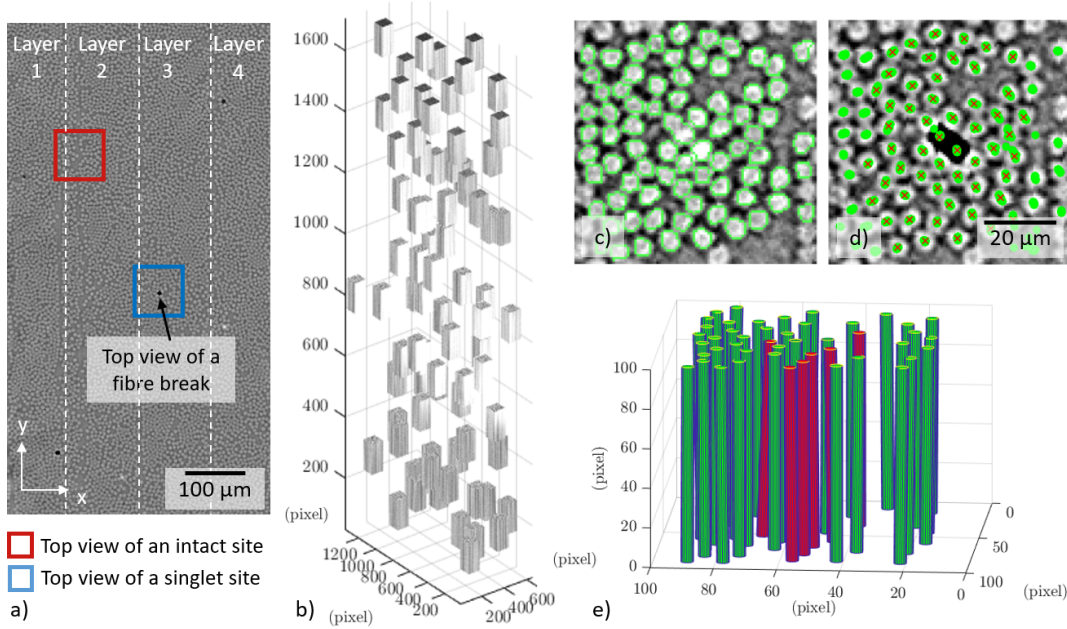 Layer
1
Layer
2
Layer
3
Layer
4
Top view of a
fibre break
y
x
100 µm
Top view of an intact site
Top view of a singlet site
a)
1600
1400
1200
1000
800
600
400
200
(pixel)
1200
1000
800
600
400
200
(pixel)
200
400
600
(pixel)
b)
c)
d)
20 µm
100
80
60
40
20
0
(pixel)
(pixel)
100
80
60
40
20
0
(pixel)
0
50
100
(pixel)
e)